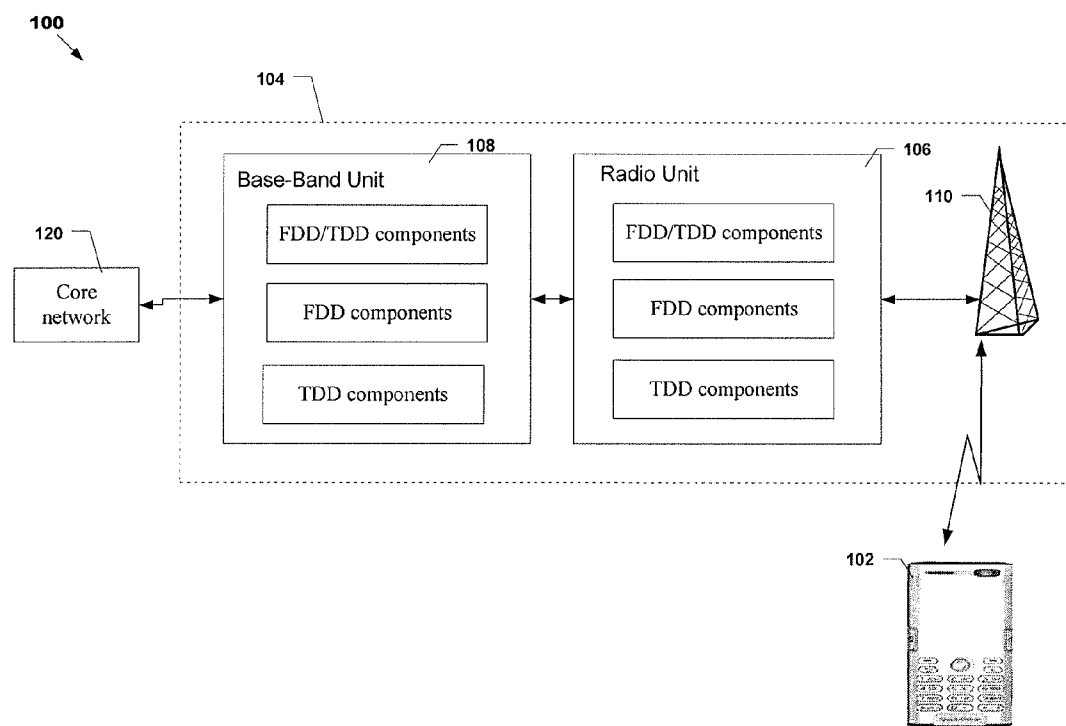 100
104
108
Base-Band Unit
FDD/TDD components
FDD components
TDD components
106
Radio Unit
FDD/TDD components
FDD components
TDD components
110
120
Core
network
102